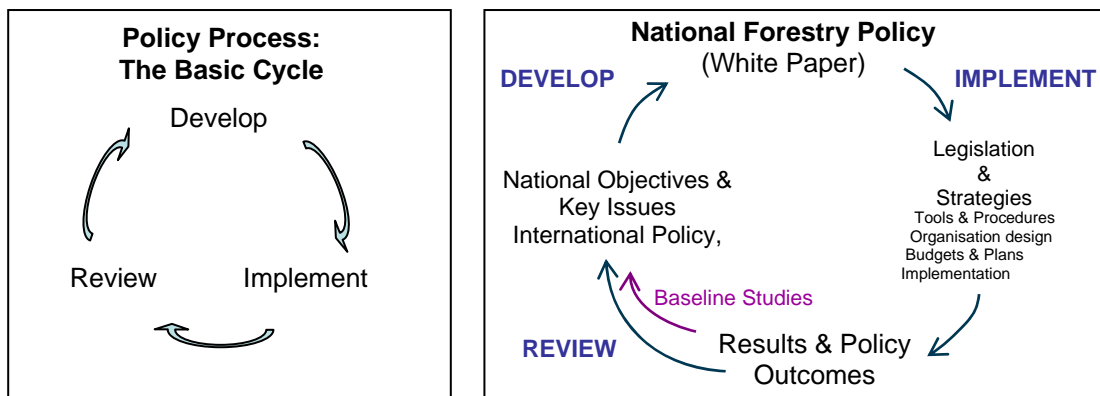 Policy Process:
The Basic Cycle
Develop
Review
Implement
National Forestry Policy
(White Paper)
DEVELOP
IMPLEMENT
National Objectives &
Key Issues
International Policy,
Legislation
&
Strategies
Tools & Procedures
Organisation design
Budgets & Plans
Implementation
Baseline Studies
REVIEW
Results & Policy
Outcomes